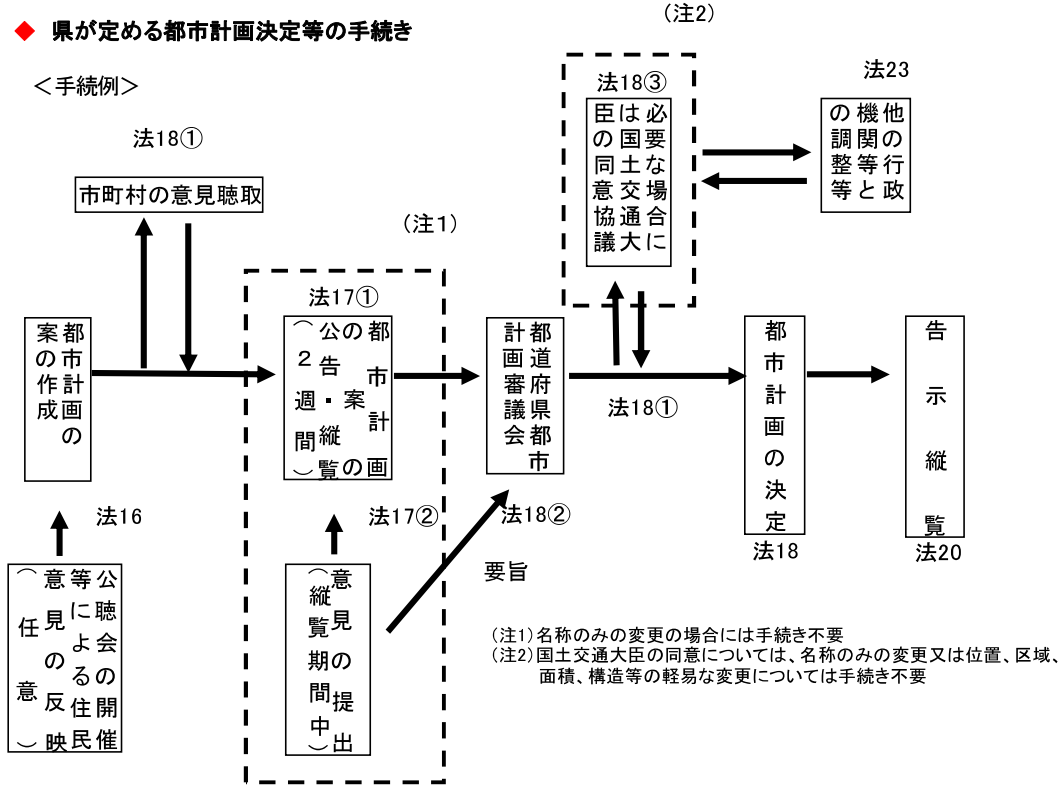 ◆ 県が定める都市計画決定等の手続き
＜手続例＞
(注2)
法18③
必要な場合に
は国土交通大
臣の同意協議
法23
他の行政
機関等と
の調整等
法18①
市町村の意見聴取
(注1)
法17①
都市計画
の案の
公告・縦覧
（2週間）
都市計画の
案の作成
都道府県都市
計画審議会
法18①
都市計画の決定
法18
告示縦覧
法20
法16
公聴会の開催
等による住民
意見の反映
（任意）
法17②
意見の提出
（縦覧期間中）
法18②
要旨
(注1)名称のみの変更の場合には手続き不要
(注2)国土交通大臣の同意については、名称のみの変更又は位置、区域、
面積、構造等の軽易な変更については手続き不要